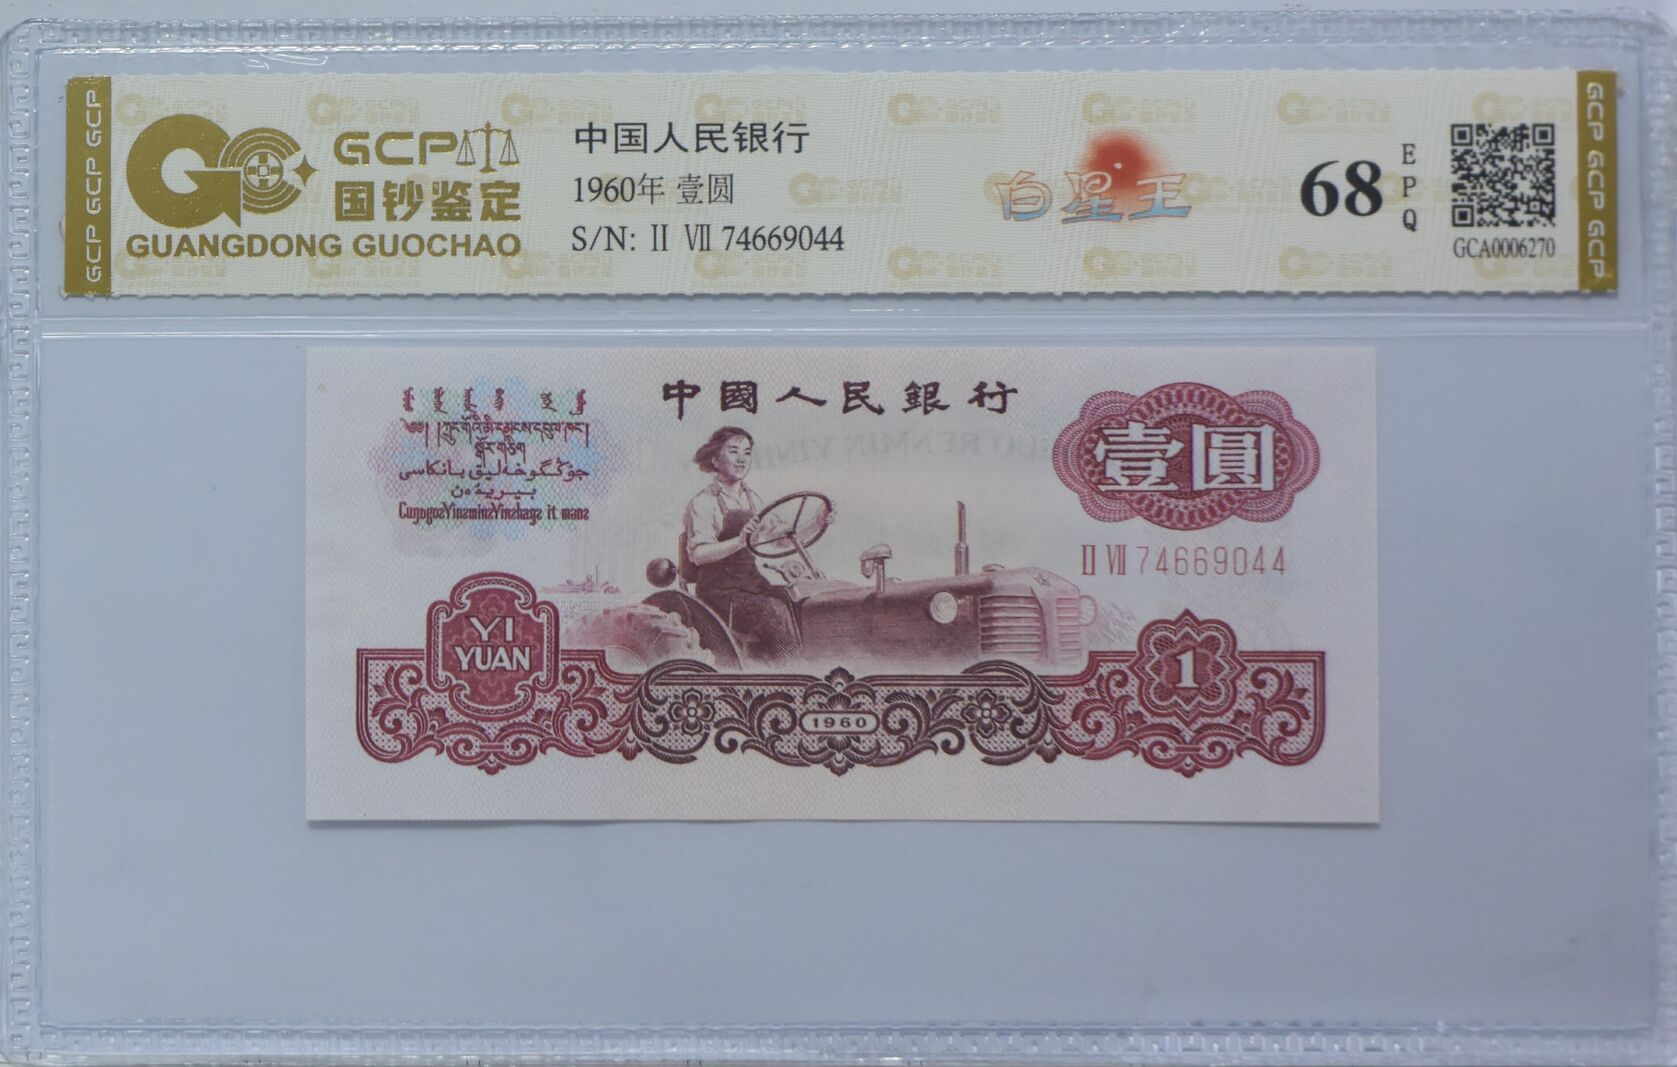 GCP GCP GCP
GCP
国钞鉴定
GUANGDONG GUOCHAO
中国人民银行
1960年 壹圆
S/N: II VII 74669044
白星王
68
EPQ
GCA0006270
GCP GCP GCP
中國人民銀行
壹圓
II VII 74669044
YI
YUAN
1960
1